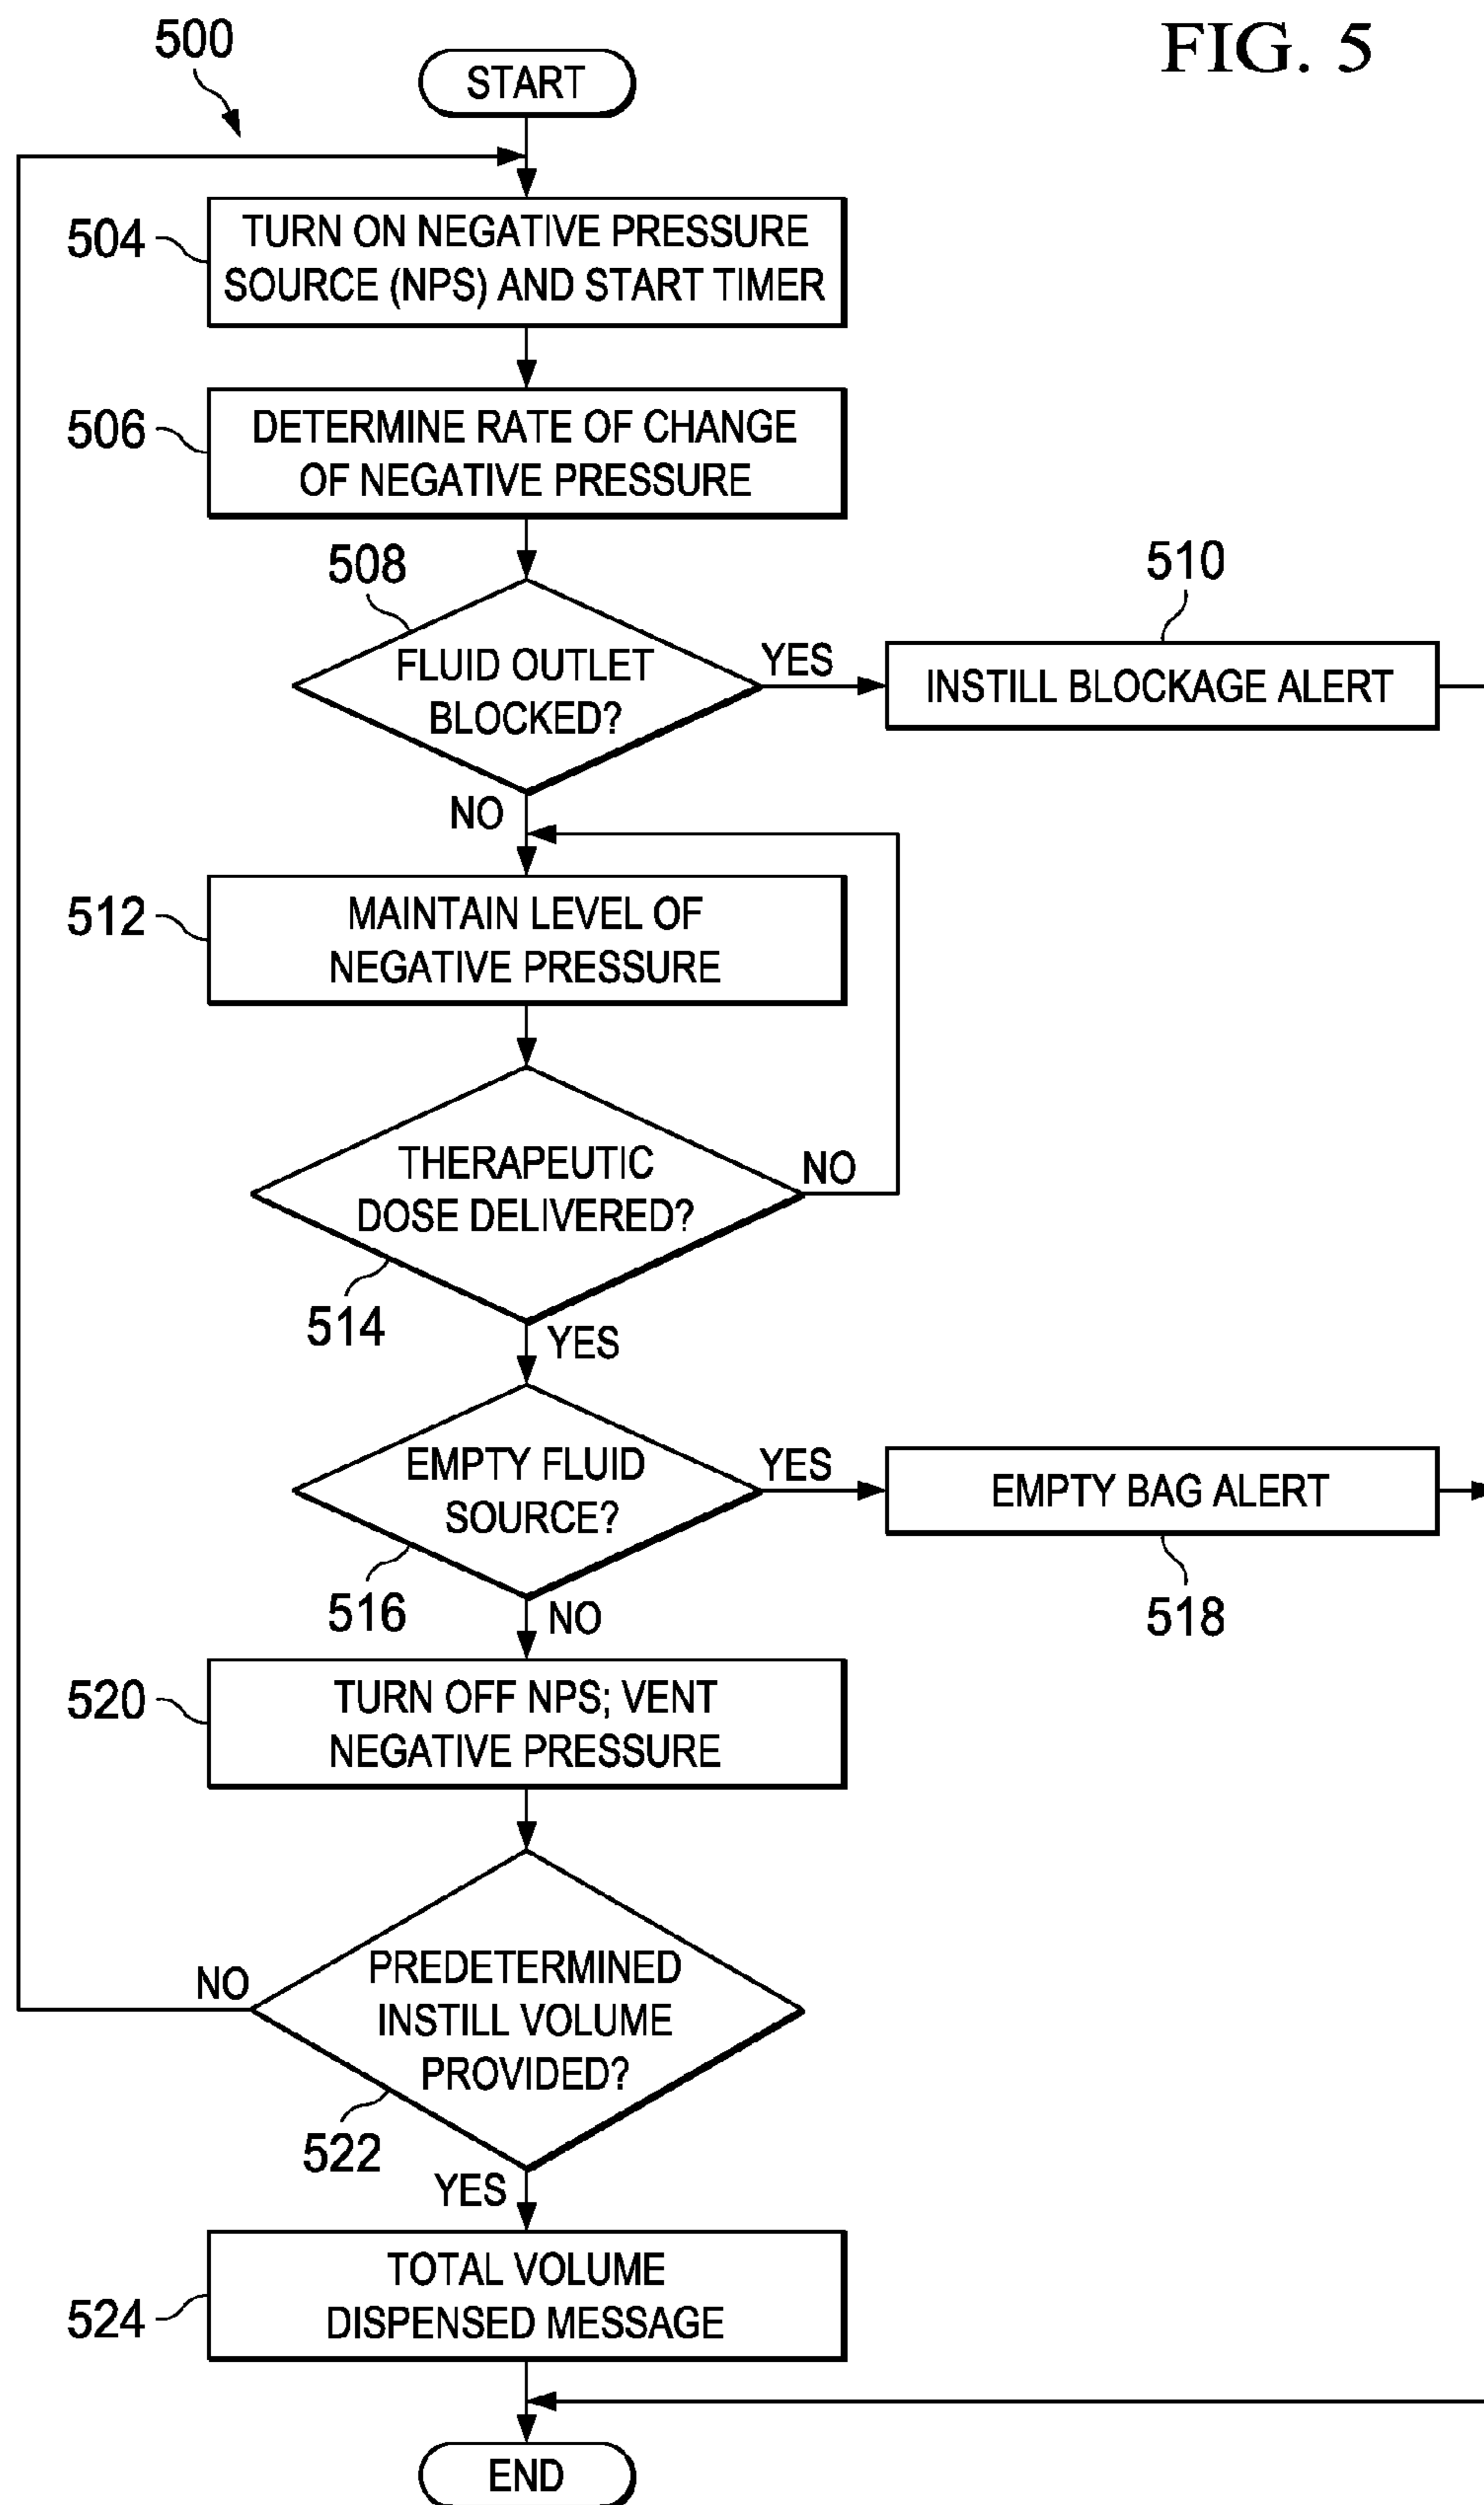 500
START
FIG. 5
504
TURN ON NEGATIVE PRESSURE
SOURCE (NPS) AND START TIMER
506
DETERMINE RATE OF CHANGE
OF NEGATIVE PRESSURE
508
FLUID OUTLET
BLOCKED?
YES
510
INSTILL BLOCKAGE ALERT
NO
512
MAINTAIN LEVEL OF
NEGATIVE PRESSURE
THERAPEUTIC
DOSE DELIVERED?
NO
514
YES
EMPTY FLUID
SOURCE?
YES
EMPTY BAG ALERT
516
518
NO
520
TURN OFF NPS; VENT
NEGATIVE PRESSURE
NO
PREDETERMINED
INSTILL VOLUME
PROVIDED?
522
YES
524
TOTAL VOLUME
DISPENSED MESSAGE
END